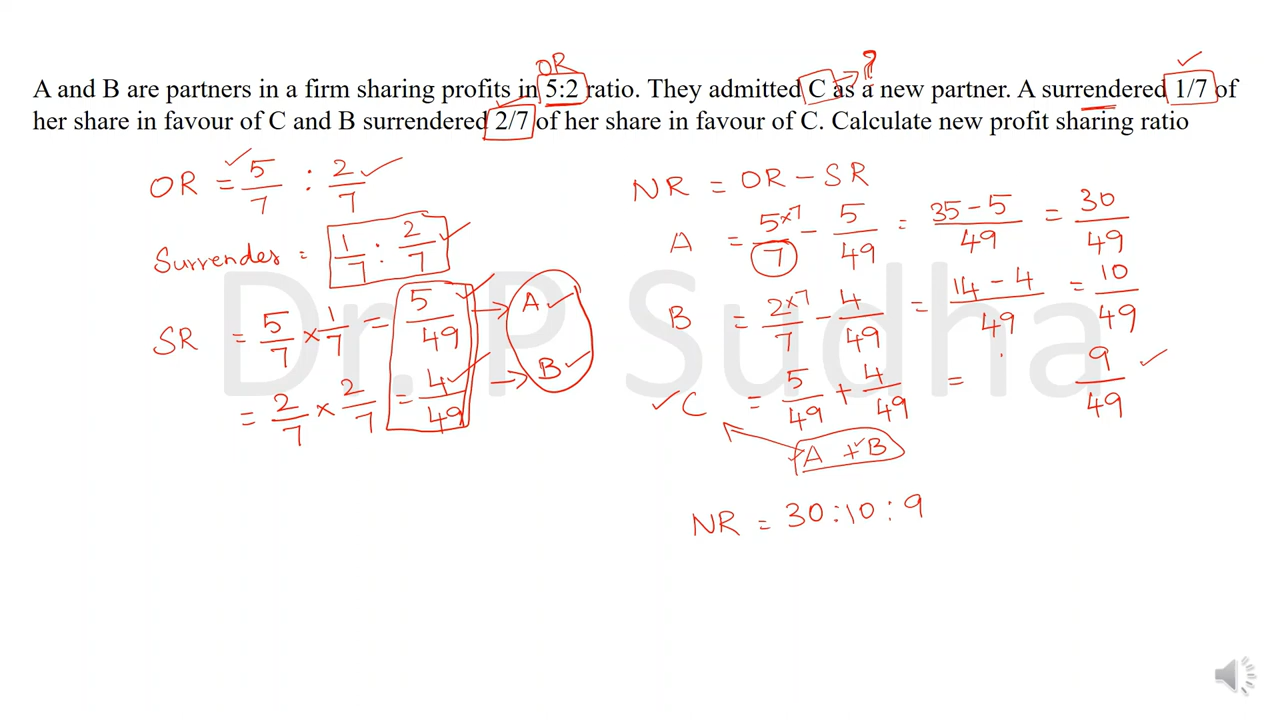 OR ?
A and B are partners in a firm sharing profits in 5:2 ratio. They admitted C as a new partner. A surrendered 1/7 of
her share in favour of C and B surrendered 2/7 of her share in favour of C. Calculate new profit sharing ratio
OR = 5/7 : 2/7
Surrender = 1/7 : 2/7
SR = 5/7 × 1/7 = 5/49 → A
= 2/7 × 2/7 = 4/49 → B
NR = OR - SR
A = 5×7/7 - 5/49 = 35-5/49 = 30/49
B = 2×7/7 - 4/49 = 14-4/49 = 10/49
C = 5/49 + 4/49 = 9/49
A + B
NR = 30:10:9
Dr. P Sudha